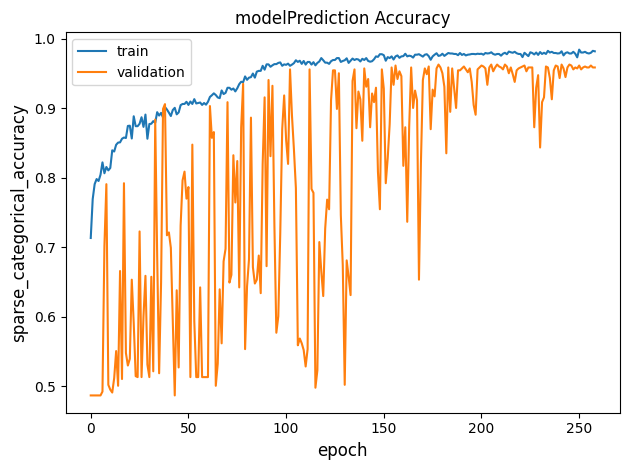 modelPrediction Accuracy
train
validation
1.0
0.9
0.8
0.7
0.6
0.5
sparse_categorical_accuracy
0 50 100 150 200 250
epoch